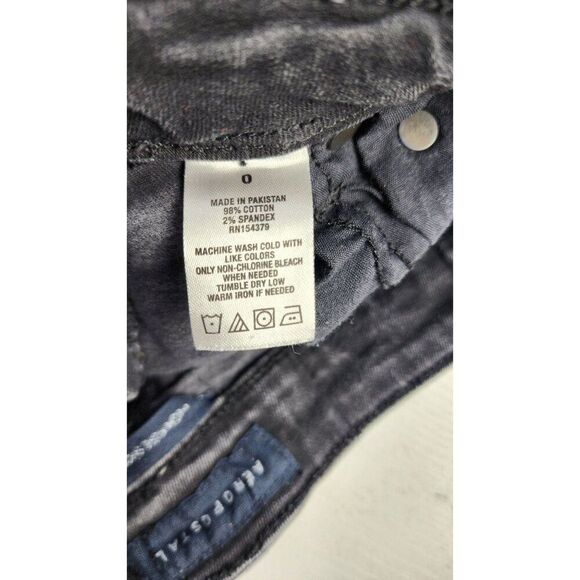 0
MADE IN PAKISTAN
98% COTTON
2% SPANDEX
RN154379
MACHINE WASH COLD WITH
LIKE COLORS
ONLY NON-CHLORINE BLEACH
WHEN NEEDED
TUMBLE DRY LOW
WARM IRON IF NEEDED
AEROPOSTAL